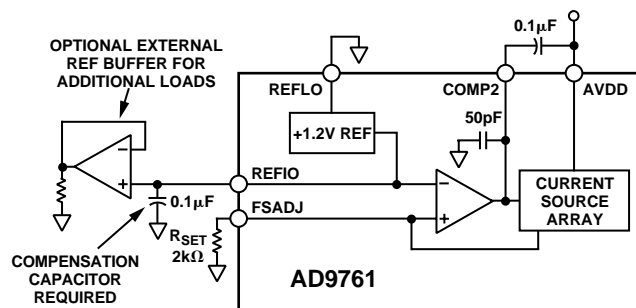 OPTIONAL EXTERNAL
REF BUFFER FOR
ADDITIONAL LOADS
0.1μF
REFLO
COMP2
AVDD
50pF
+1.2V REF
REFIO
0.1μF
FSADJ
RSET
2kΩ
CURRENT
SOURCE
ARRAY
COMPENSATION
CAPACITOR
REQUIRED
AD9761
−
+
−
+